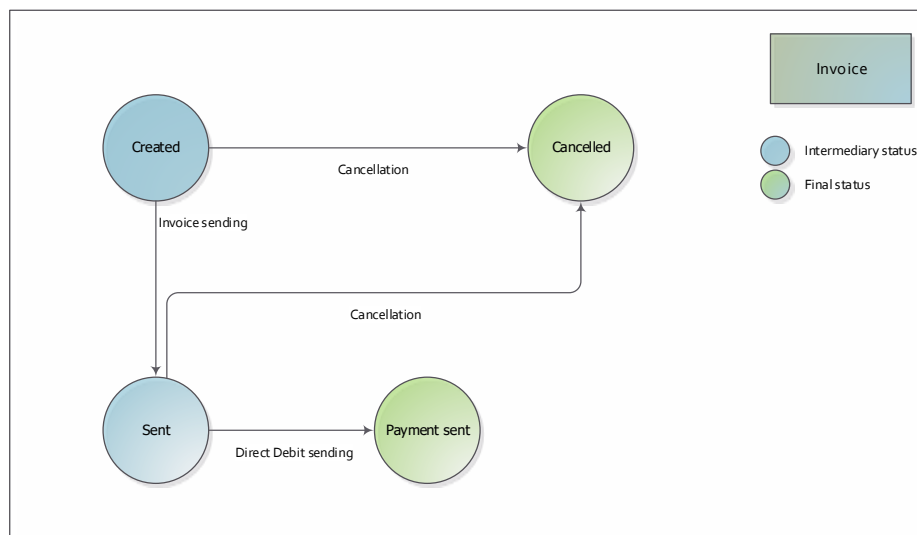 Invoice
Created
Cancelled
Intermediary status
Cancellation
Final status
Invoice sending
Cancellation
Sent
Payment sent
Direct Debit sending